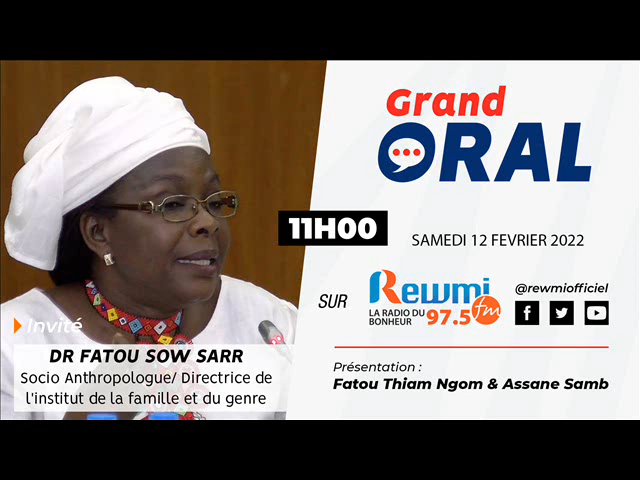 Grand
ORAL
11H00
SAMEDI 12 FEVRIER 2022
SUR
Rewmi fm
LA RADIO DU
BONHEUR 97.5
@rewmiofficiel
Invité
DR FATOU SOW SARR
Socio Anthropologue/ Directrice de
l'institut de la famille et du genre
Présentation :
Fatou Thiam Ngom & Assane Samb